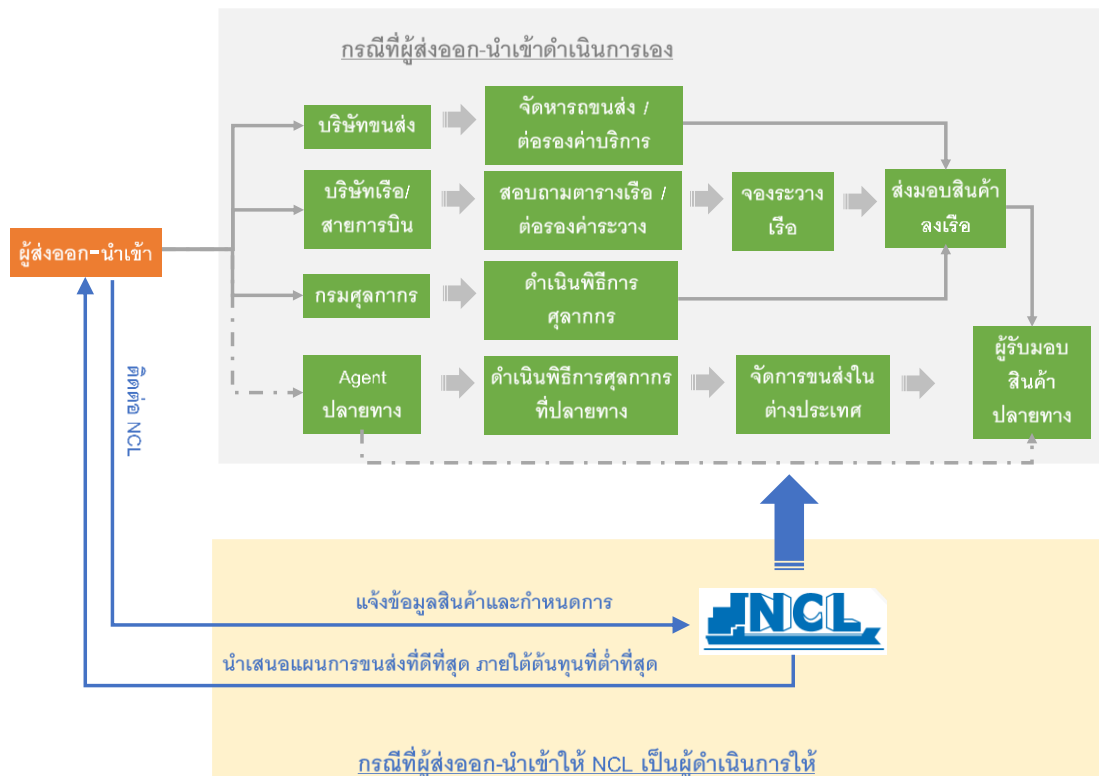 กรณีที่ผู้ส่งออก-นำเข้าดำเนินการเอง
บริษัทขนส่ง
จัดหารถขนส่ง /
ต่อรองค่าบริการ
บริษัทเรือ/
สายการบิน
สอบถามตารางเรือ /
ต่อรองค่าระวาง
จองระวาง
เรือ
ส่งมอบสินค้า
ลงเรือ
ผู้ส่งออก-นำเข้า
กรมศุลกากร
ดำเนินพิธีการ
ศุลากกร
Agent
ปลายทาง
ดำเนินพิธีการศุลกากร
ที่ปลายทาง
จัดการขนส่งใน
ต่างประเทศ
ผู้รับมอบ
สินค้า
ปลายทาง
ติดต่อ NCL
แจ้งข้อมูลสินค้าและกำหนดการ
NCL
นำเสนอแผนการขนส่งที่ดีที่สุด ภายใต้ต้นทุนที่ต่ำที่สุด
กรณีที่ผู้ส่งออก-นำเข้าให้ NCL เป็นผู้ดำเนินการให้